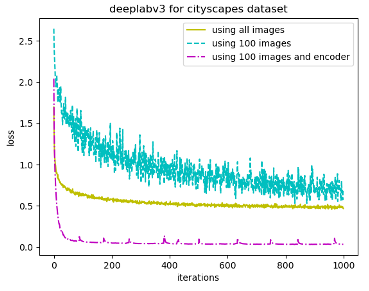 deeplabv3 for cityscapes dataset
using all images
using 100 images
using 100 images and encoder
loss
2.5
2.0
1.5
1.0
0.5
0.0
0 200 400 600 800 1000
iterations